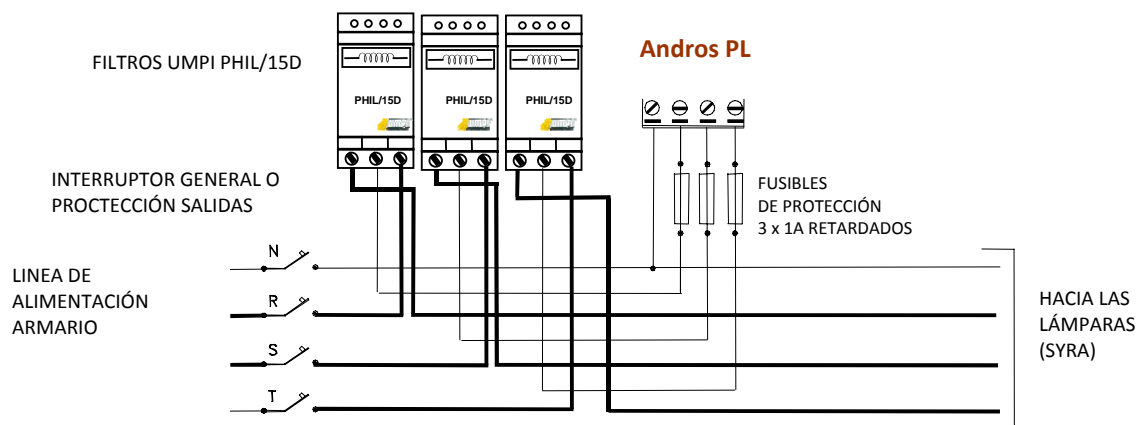 FILTROS UMPI PHIL/15D
PHIL/15D
PHIL/15D
PHIL/15D
Andros PL
INTERRUPTOR GENERAL O
PROCTECCIÓN SALIDAS
FUSIBLES
DE PROTECCIÓN
3 x 1A RETARDADOS
LINEA DE
ALIMENTACIÓN
ARMARIO
N
R
S
T
HACIA LAS
LÁMPARAS
(SYRA)